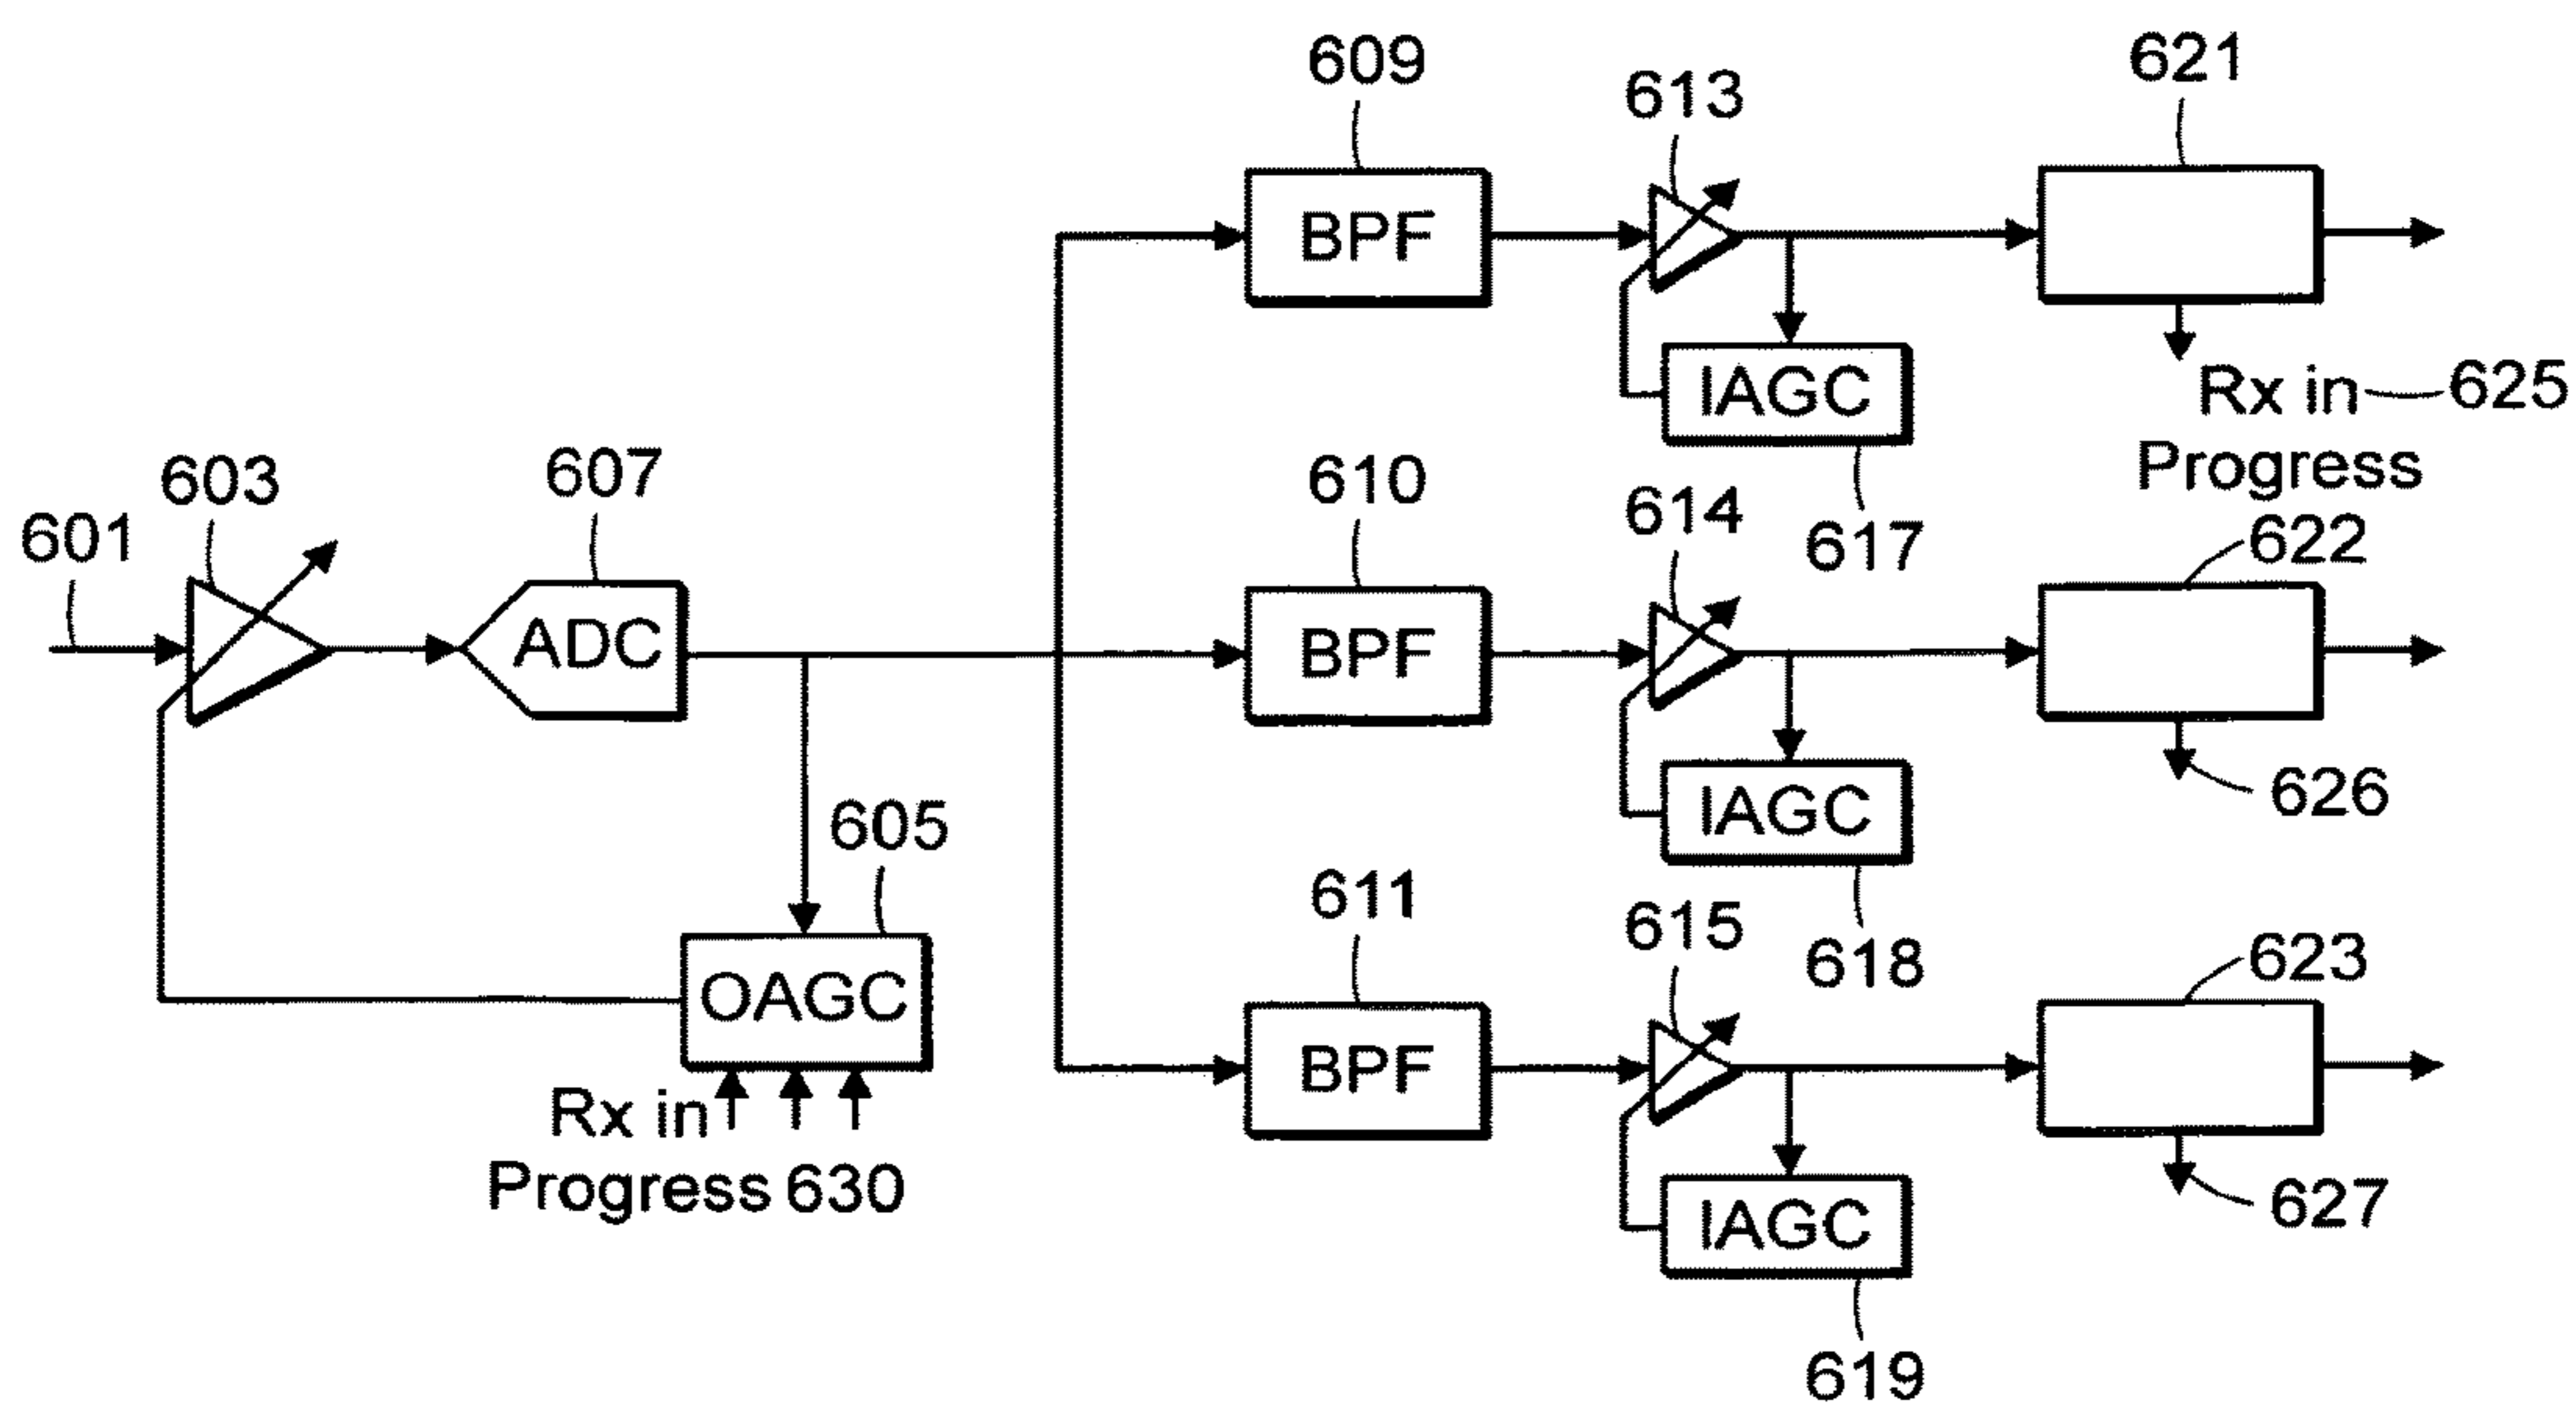 609
613
621
BPF
IAGC
Rx in 625
Progress
617
603
607
601
ADC
610
614
622
BPF
IAGC
626
618
605
OAGC
Rx in
Progress 630
611
615
623
BPF
IAGC
627
619